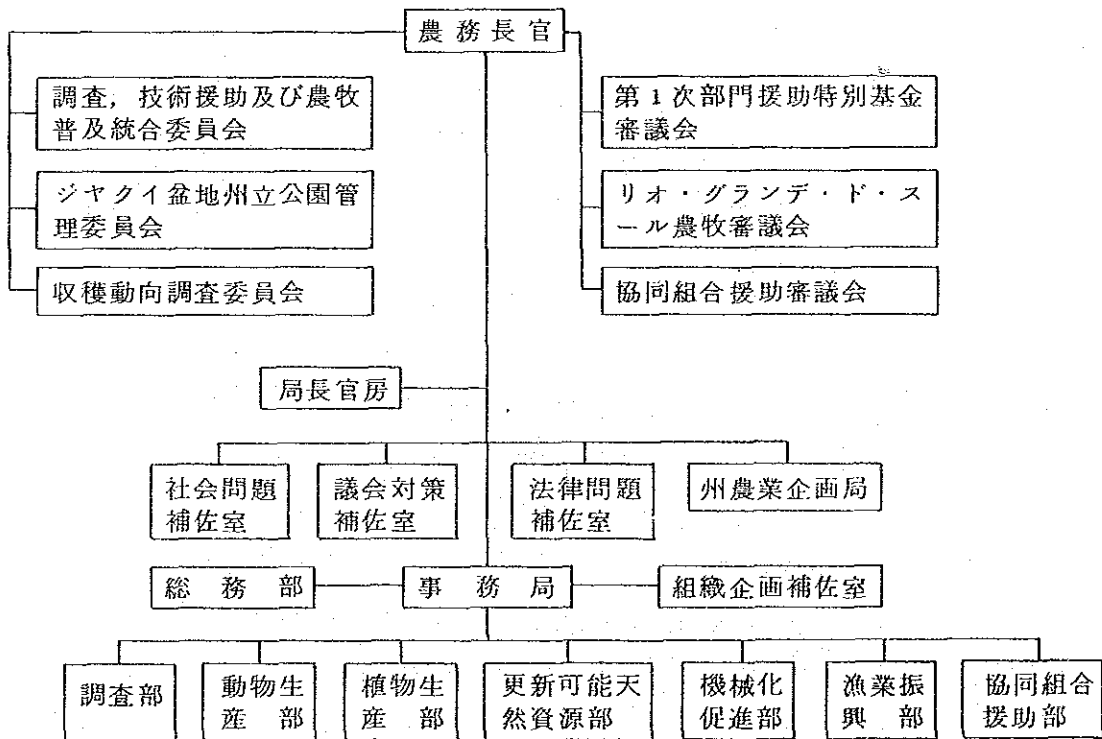 農務長官
調査，技術援助及び農牧
普及統合委員会
第1次部門援助特別基金
審議会
ジヤクイ盆地州立公園管
理委員会
リオ・グランデ・ド・ス
ール農牧審議会
収穫動向調査委員会
協同組合援助審議会
局長官房
社会問題
補佐室
議会対策
補佐室
法律問題
補佐室
州農業企画局
総務部
事務局
組織企画補佐室
調査部
動物生
産部
植物生
産部
更新可能天
然資源部
機械化
促進部
漁業振
興部
協同組合
援助部